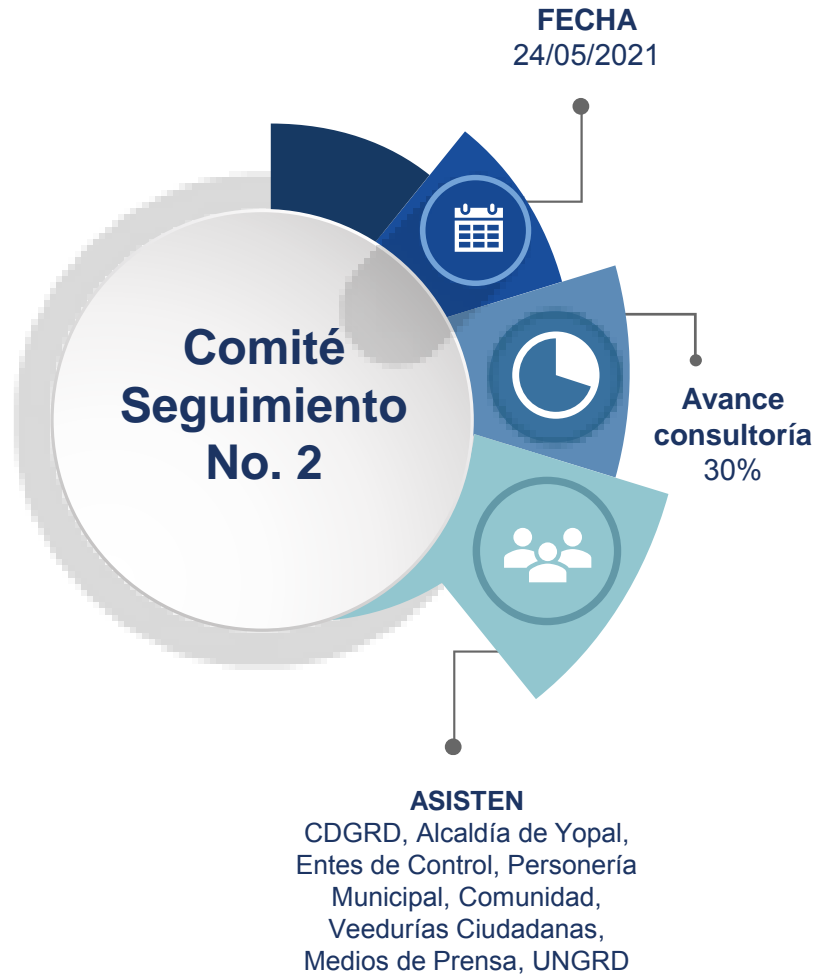 FECHA
24/05/2021
Comité
Seguimiento
No. 2
Avance
consultoría
30%
ASISTEN
CDGRD, Alcaldía de Yopal,
Entes de Control, Personería
Municipal, Comunidad,
Veedurías Ciudadanas,
Medios de Prensa, UNGRD